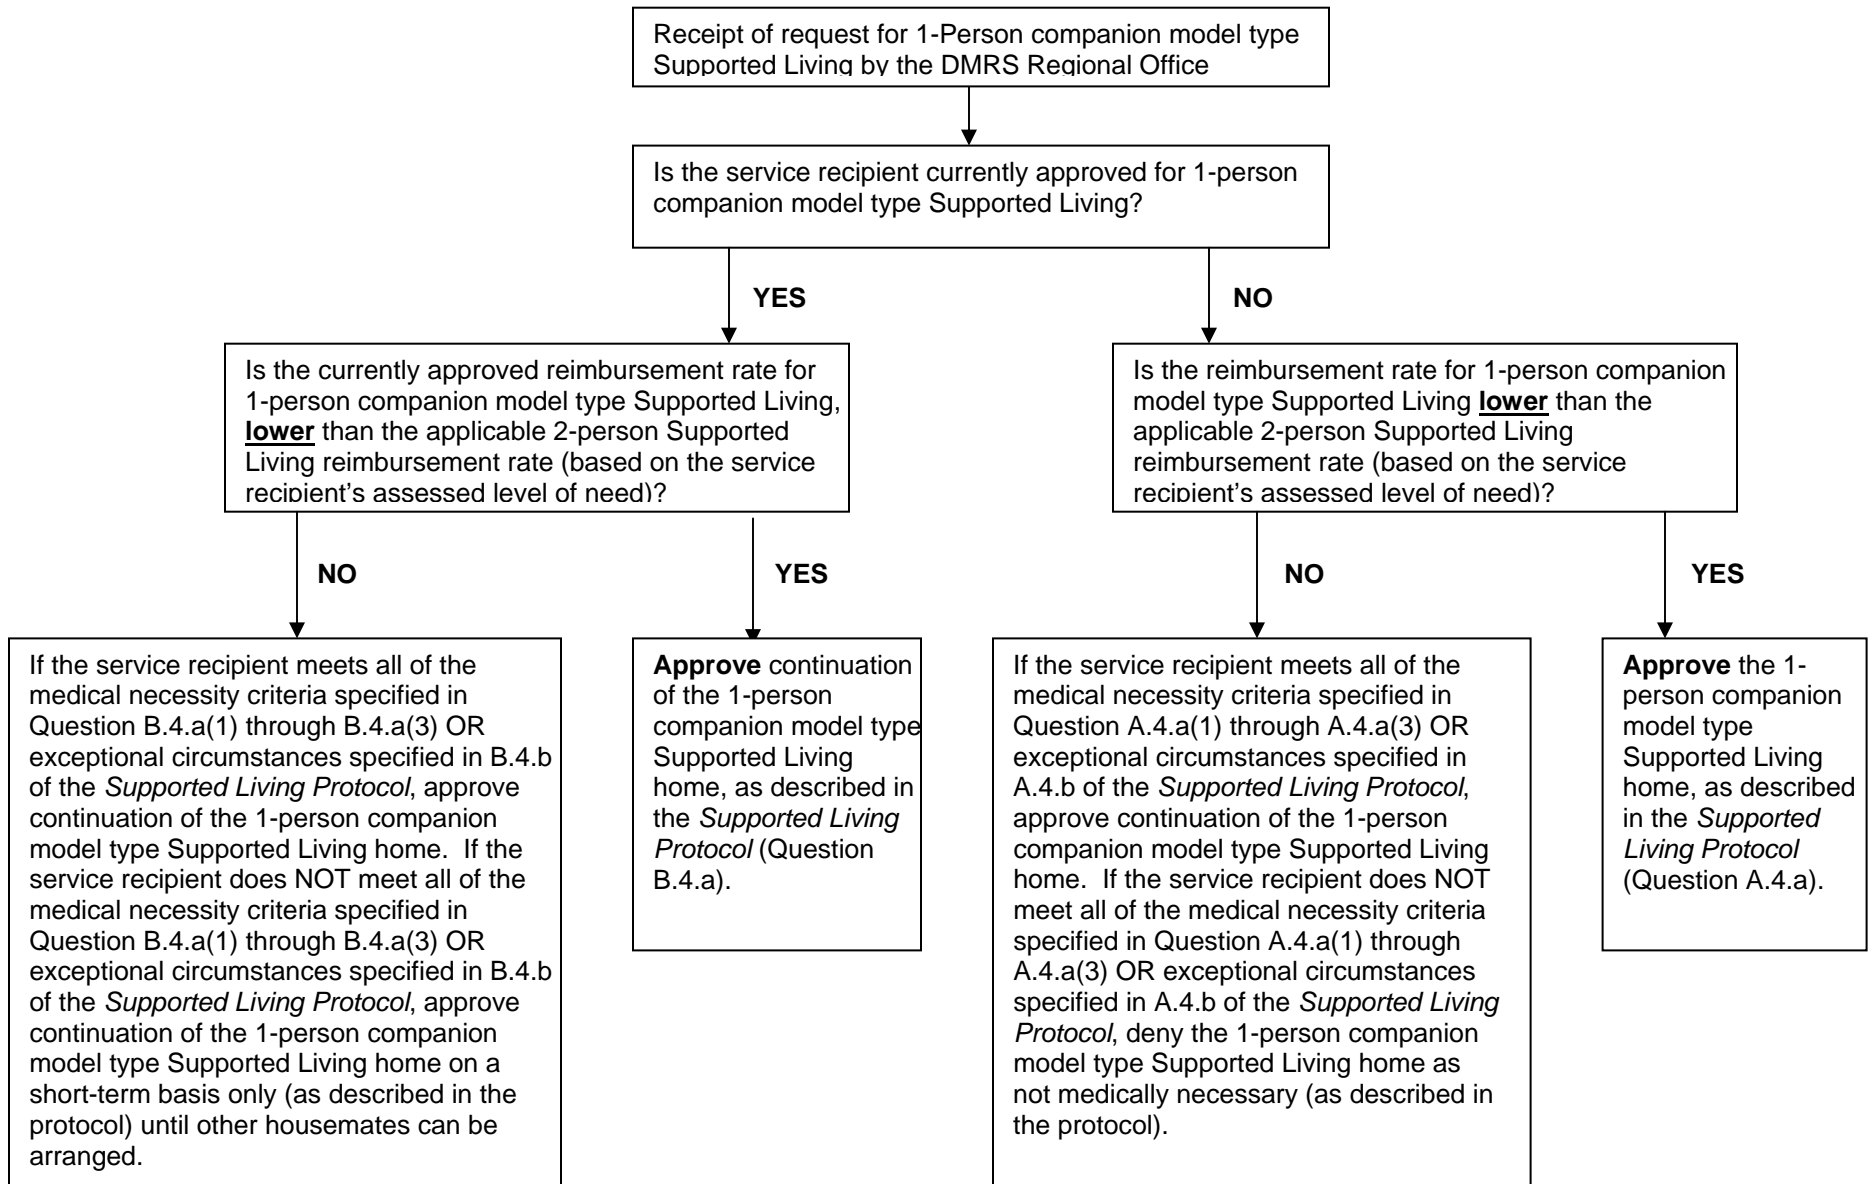 Receipt of request for 1-Person companion model type
Supported Living by the DMRS Regional Office
Is the service recipient currently approved for 1-person
companion model type Supported Living?
YES
NO
Is the currently approved reimbursement rate for
1-person companion model type Supported Living,
lower than the applicable 2-person Supported
Living reimbursement rate (based on the service
recipient's assessed level of need)?
Is the reimbursement rate for 1-person companion
model type Supported Living lower than the
applicable 2-person Supported Living
reimbursement rate (based on the service
recipient's assessed level of need)?
NO
YES
NO
YES
If the service recipient meets all of the
medical necessity criteria specified in
Question B.4.a(1) through B.4.a(3) OR
exceptional circumstances specified in B.4.b
of the Supported Living Protocol, approve
continuation of the 1-person companion
model type Supported Living home.  If the
service recipient does NOT meet all of the
medical necessity criteria specified in
Question B.4.a(1) through B.4.a(3) OR
exceptional circumstances specified in B.4.b
of the Supported Living Protocol, approve
continuation of the 1-person companion
model type Supported Living home on a
short-term basis only (as described in the
protocol) until other housemates can be
arranged.
Approve continuation
of the 1-person
companion model type
Supported Living
home, as described in
the Supported Living
Protocol (Question
B.4.a).
If the service recipient meets all of the
medical necessity criteria specified in
Question A.4.a(1) through A.4.a(3) OR
exceptional circumstances specified in
A.4.b of the Supported Living Protocol,
approve continuation of the 1-person
companion model type Supported Living
home.  If the service recipient does NOT
meet all of the medical necessity criteria
specified in Question A.4.a(1) through
A.4.a(3) OR exceptional circumstances
specified in A.4.b of the Supported Living
Protocol, deny the 1-person companion
model type Supported Living home as
not medically necessary (as described in
the protocol).
Approve the 1-
person companion
model type
Supported Living
home, as described
in the Supported
Living Protocol
(Question A.4.a).